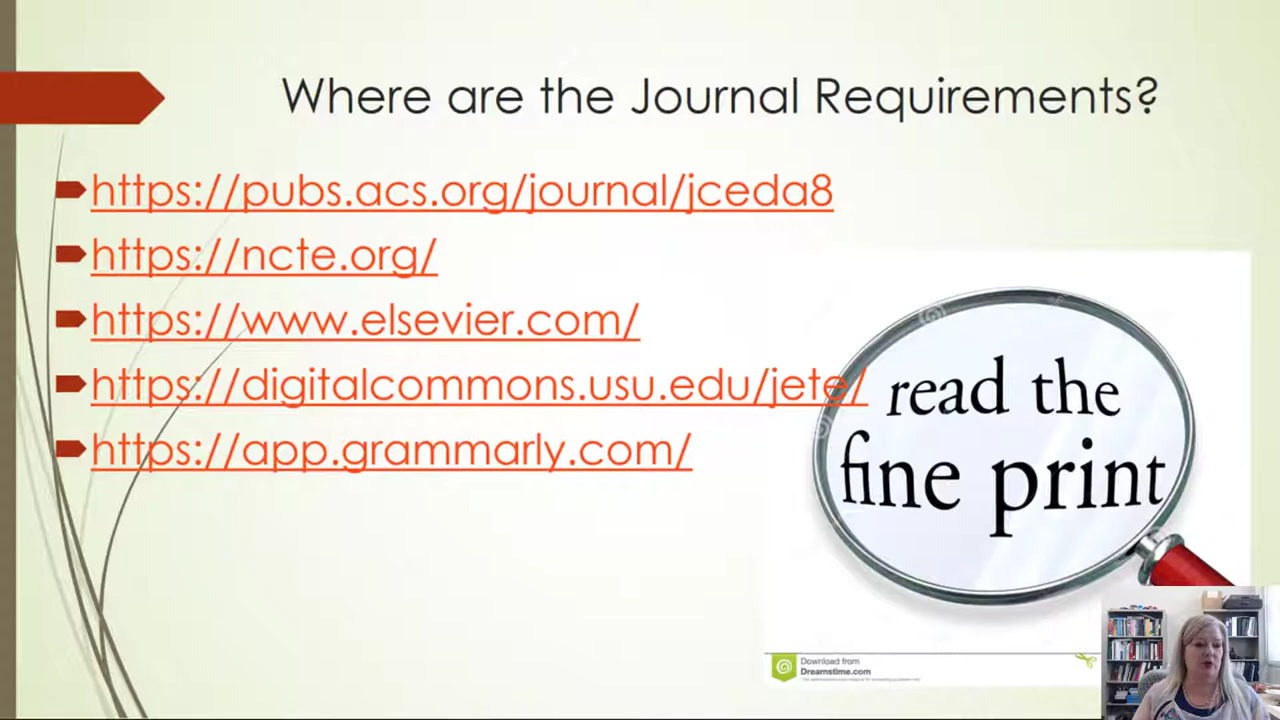 Where are the Journal Requirements?
https://pubs.acs.org/journal/jceda8
https://ncte.org/
https://www.elsevier.com/
https://digitalcommons.usu.edu/jete/
https://app.grammarly.com/
read the
fine print
Download from
Dreamstime.com